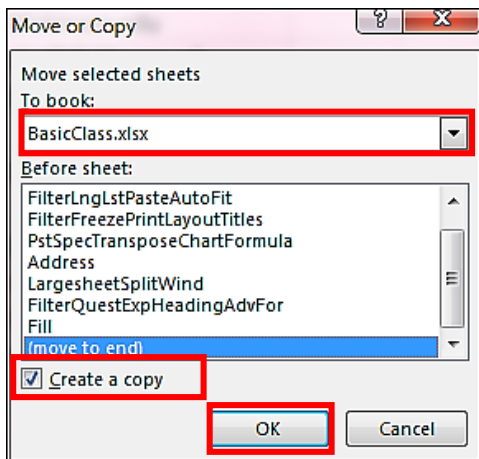 Move or Copy
Move selected sheets
To book:
BasicClass.xlsx
Before sheet:
FilterLngLstPasteAutoFit
FilterFreezePrintLayoutTitles
PstSpecTransposeChartFormula
Address
LargesheetSplitWind
FilterQuestExpHeadingAdvFor
Fill
(move to end)
Create a copy
OK Cancel